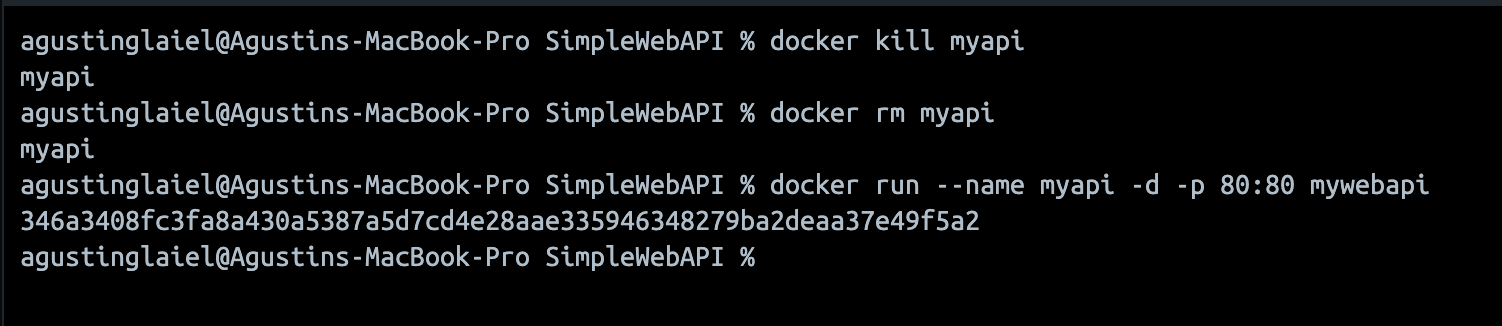 agustinglaiel@Agustins-MacBook-Pro SimpleWebAPI % docker kill myapi
myapi
agustinglaiel@Agustins-MacBook-Pro SimpleWebAPI % docker rm myapi
myapi
agustinglaiel@Agustins-MacBook-Pro SimpleWebAPI % docker run --name myapi -d -p 80:80 mywebapi
346a3408fc3fa8a430a5387a5d7cd4e28aae335946348279ba2deaa37e49f5a2
agustinglaiel@Agustins-MacBook-Pro SimpleWebAPI %